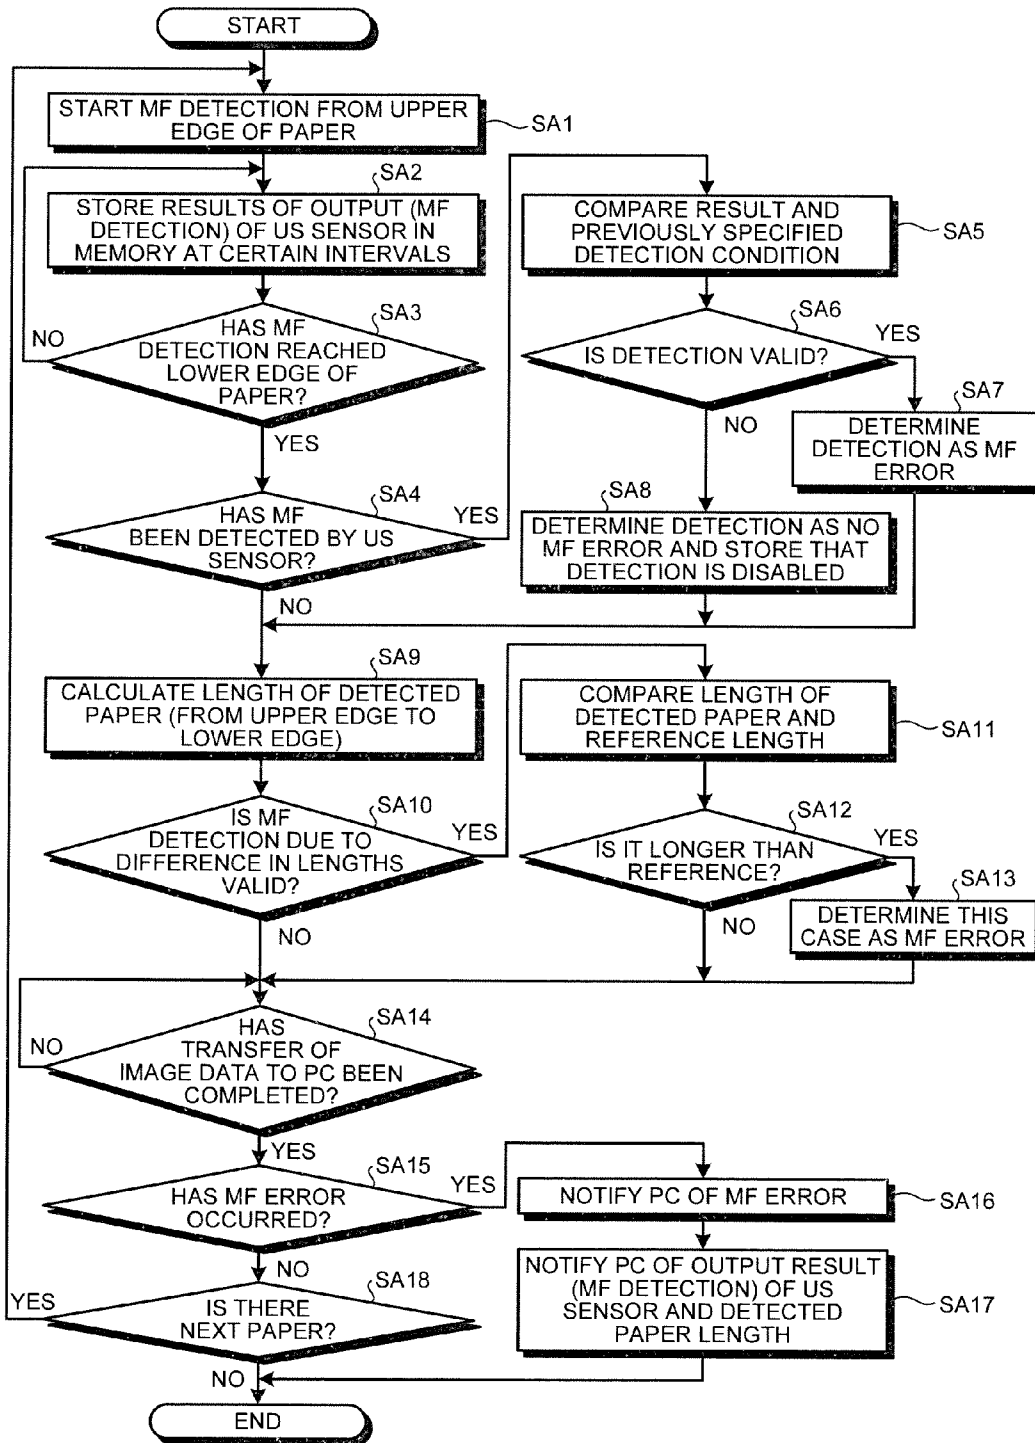 START
START MF DETECTION FROM UPPER
EDGE OF PAPER
SA1
SA2
STORE RESULTS OF OUTPUT (MF
DETECTION) OF US SENSOR IN
MEMORY AT CERTAIN INTERVALS
SA3
NO
HAS MF
DETECTION REACHED
LOWER EDGE OF
PAPER?
YES
SA4
HAS MF
BEEN DETECTED BY US
SENSOR?
YES
NO
COMPARE RESULT AND
PREVIOUSLY SPECIFIED
DETECTION CONDITION
SA5
SA6
IS DETECTION VALID?
YES
NO
SA7
DETERMINE
DETECTION AS MF
ERROR
SA8
DETERMINE DETECTION AS NO
MF ERROR AND STORE THAT
DETECTION IS DISABLED
SA9
CALCULATE LENGTH OF DETECTED
PAPER (FROM UPPER EDGE TO
LOWER EDGE)
SA10
IS MF
DETECTION DUE TO
DIFFERENCE IN LENGTHS
VALID?
YES
NO
COMPARE LENGTH OF
DETECTED PAPER AND
REFERENCE LENGTH
SA11
SA12
IS IT LONGER THAN
REFERENCE?
YES
NO
SA13
DETERMINE THIS
CASE AS MF ERROR
SA14
NO
HAS
TRANSFER OF
IMAGE DATA TO PC BEEN
COMPLETED?
YES
SA15
HAS MF ERROR
OCCURRED?
YES
NO
NOTIFY PC OF MF ERROR
SA16
NOTIFY PC OF OUTPUT RESULT
(MF DETECTION) OF US
SENSOR AND DETECTED
PAPER LENGTH
SA17
SA18
YES
IS THERE
NEXT PAPER?
NO
END